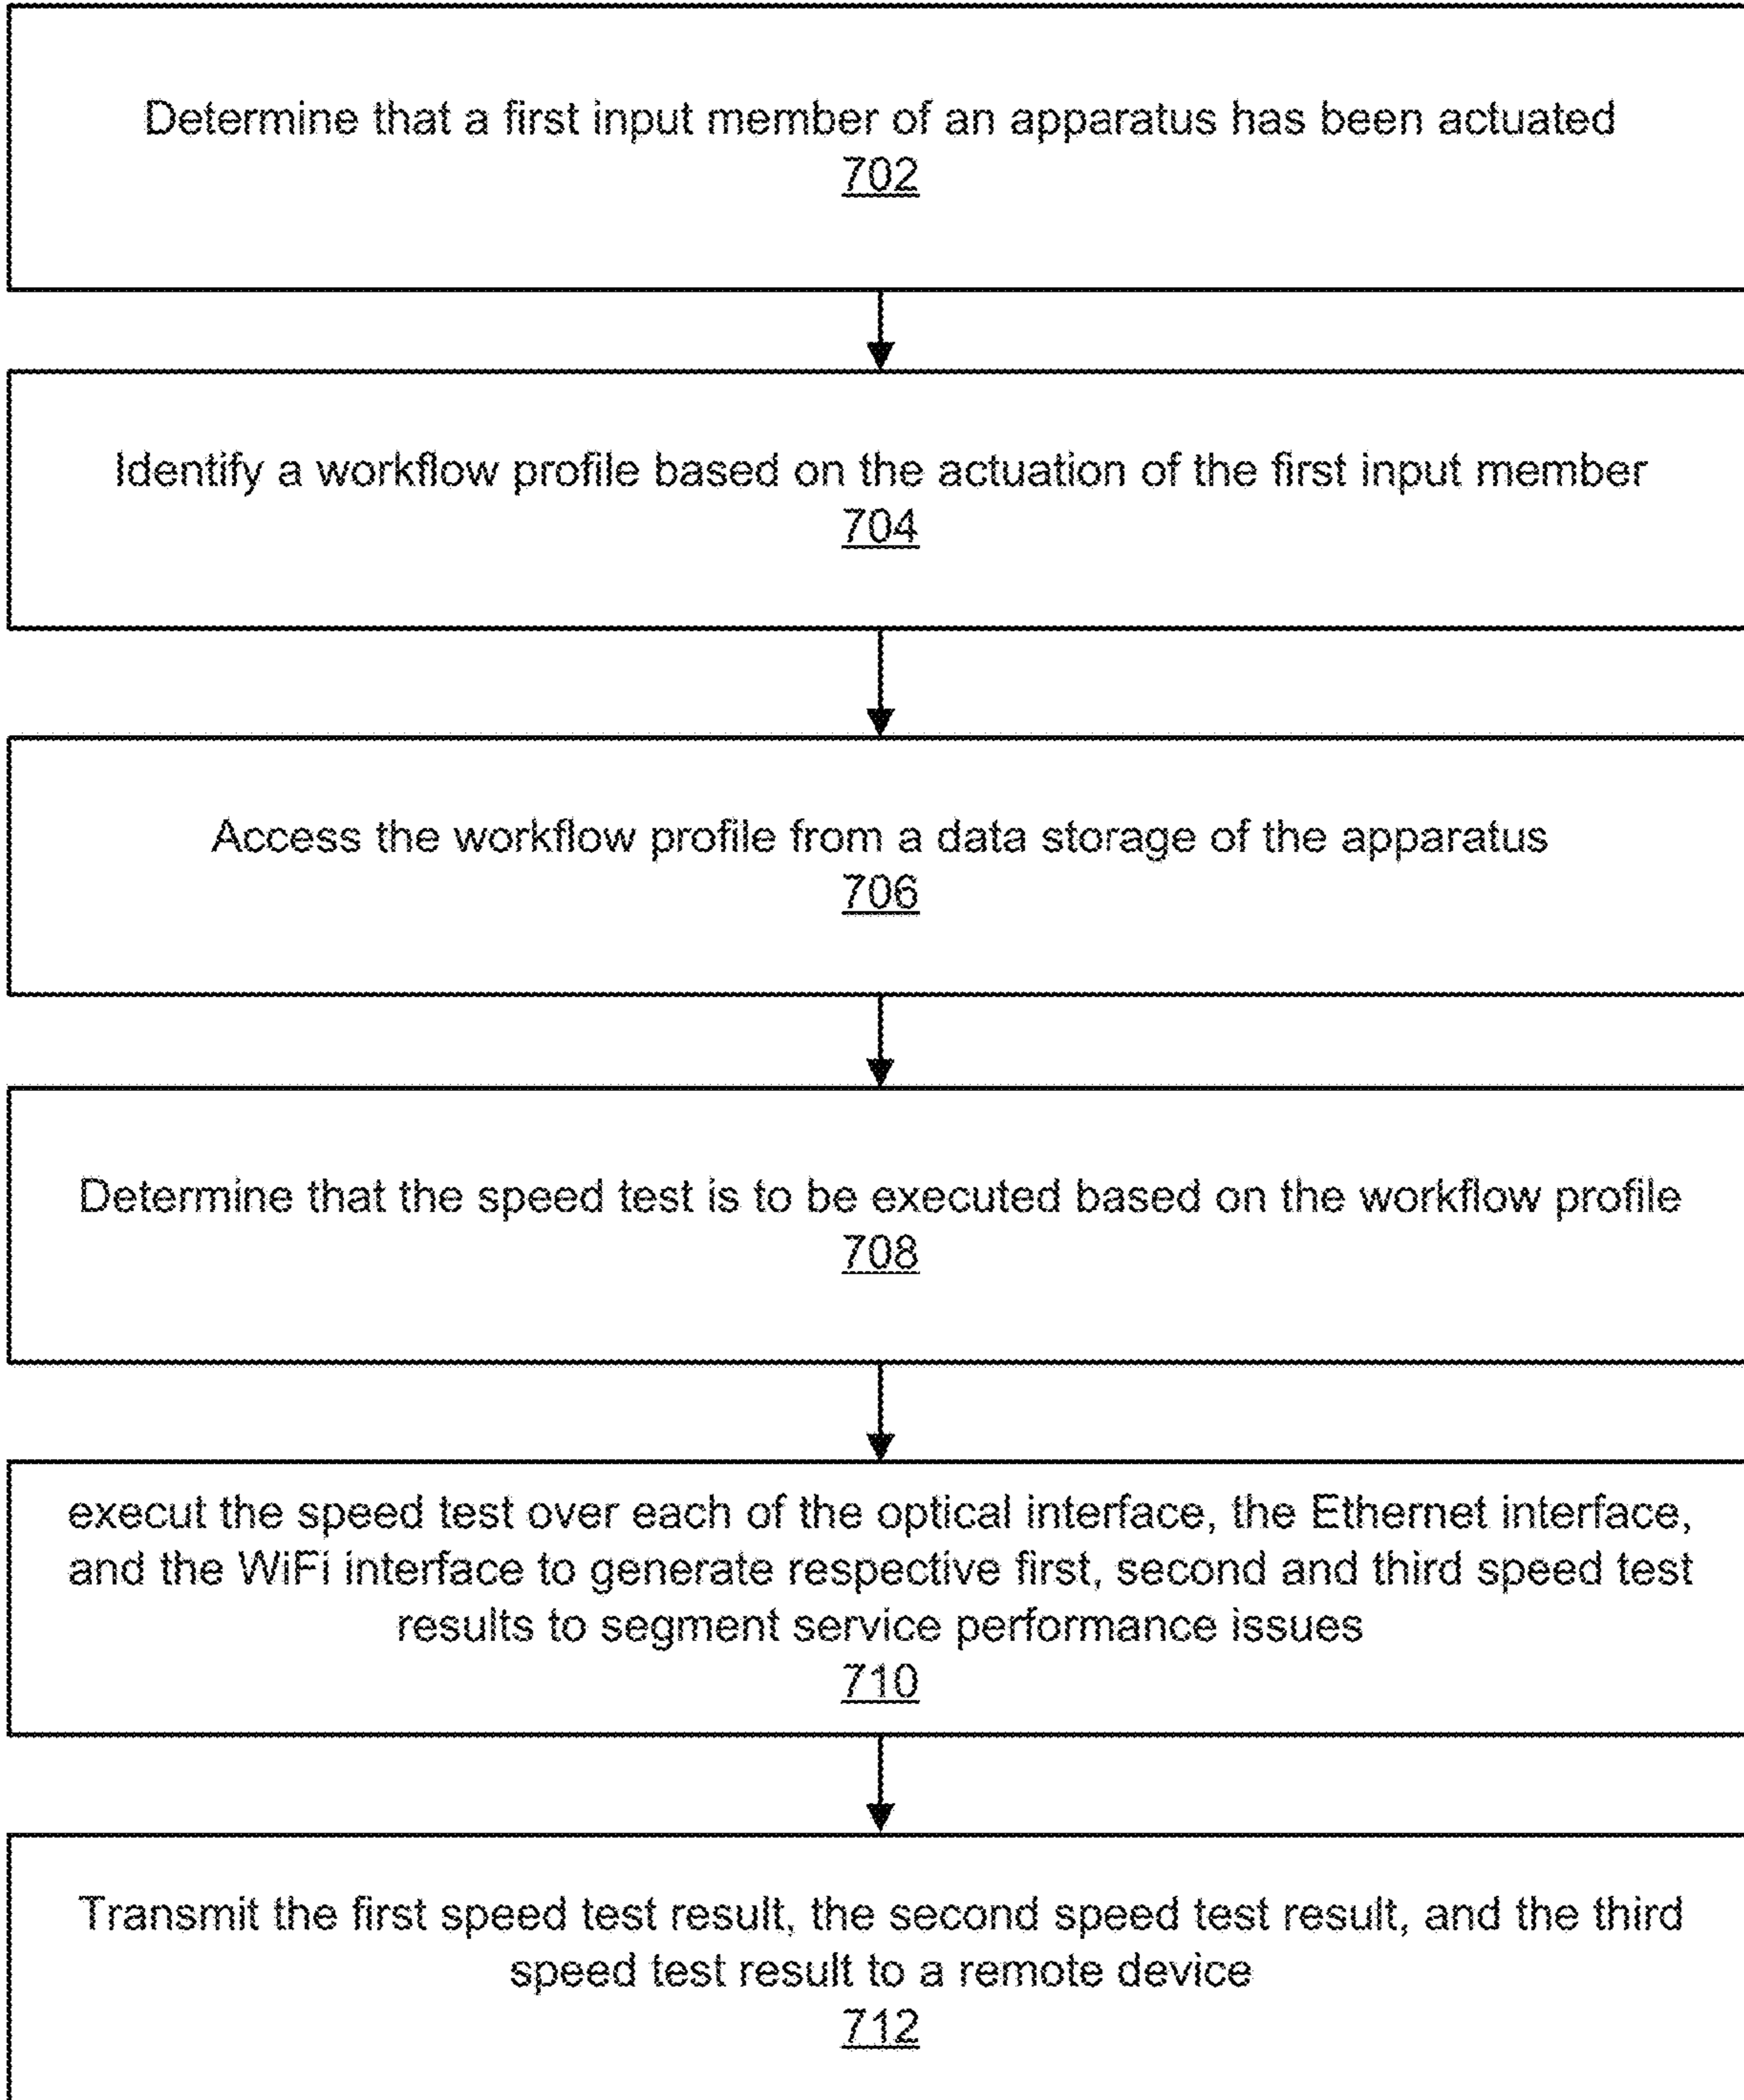 Determine that a first input member of an apparatus has been actuated
702
Identify a workflow profile based on the actuation of the first input member
704
Access the workflow profile from a data storage of the apparatus
706
Determine that the speed test is to be executed based on the workflow profile
708
execut the speed test over each of the optical interface, the Ethernet interface,
and the WiFi interface to generate respective first, second and third speed test
results to segment service performance issues
710
Transmit the first speed test result, the second speed test result, and the third
speed test result to a remote device
712